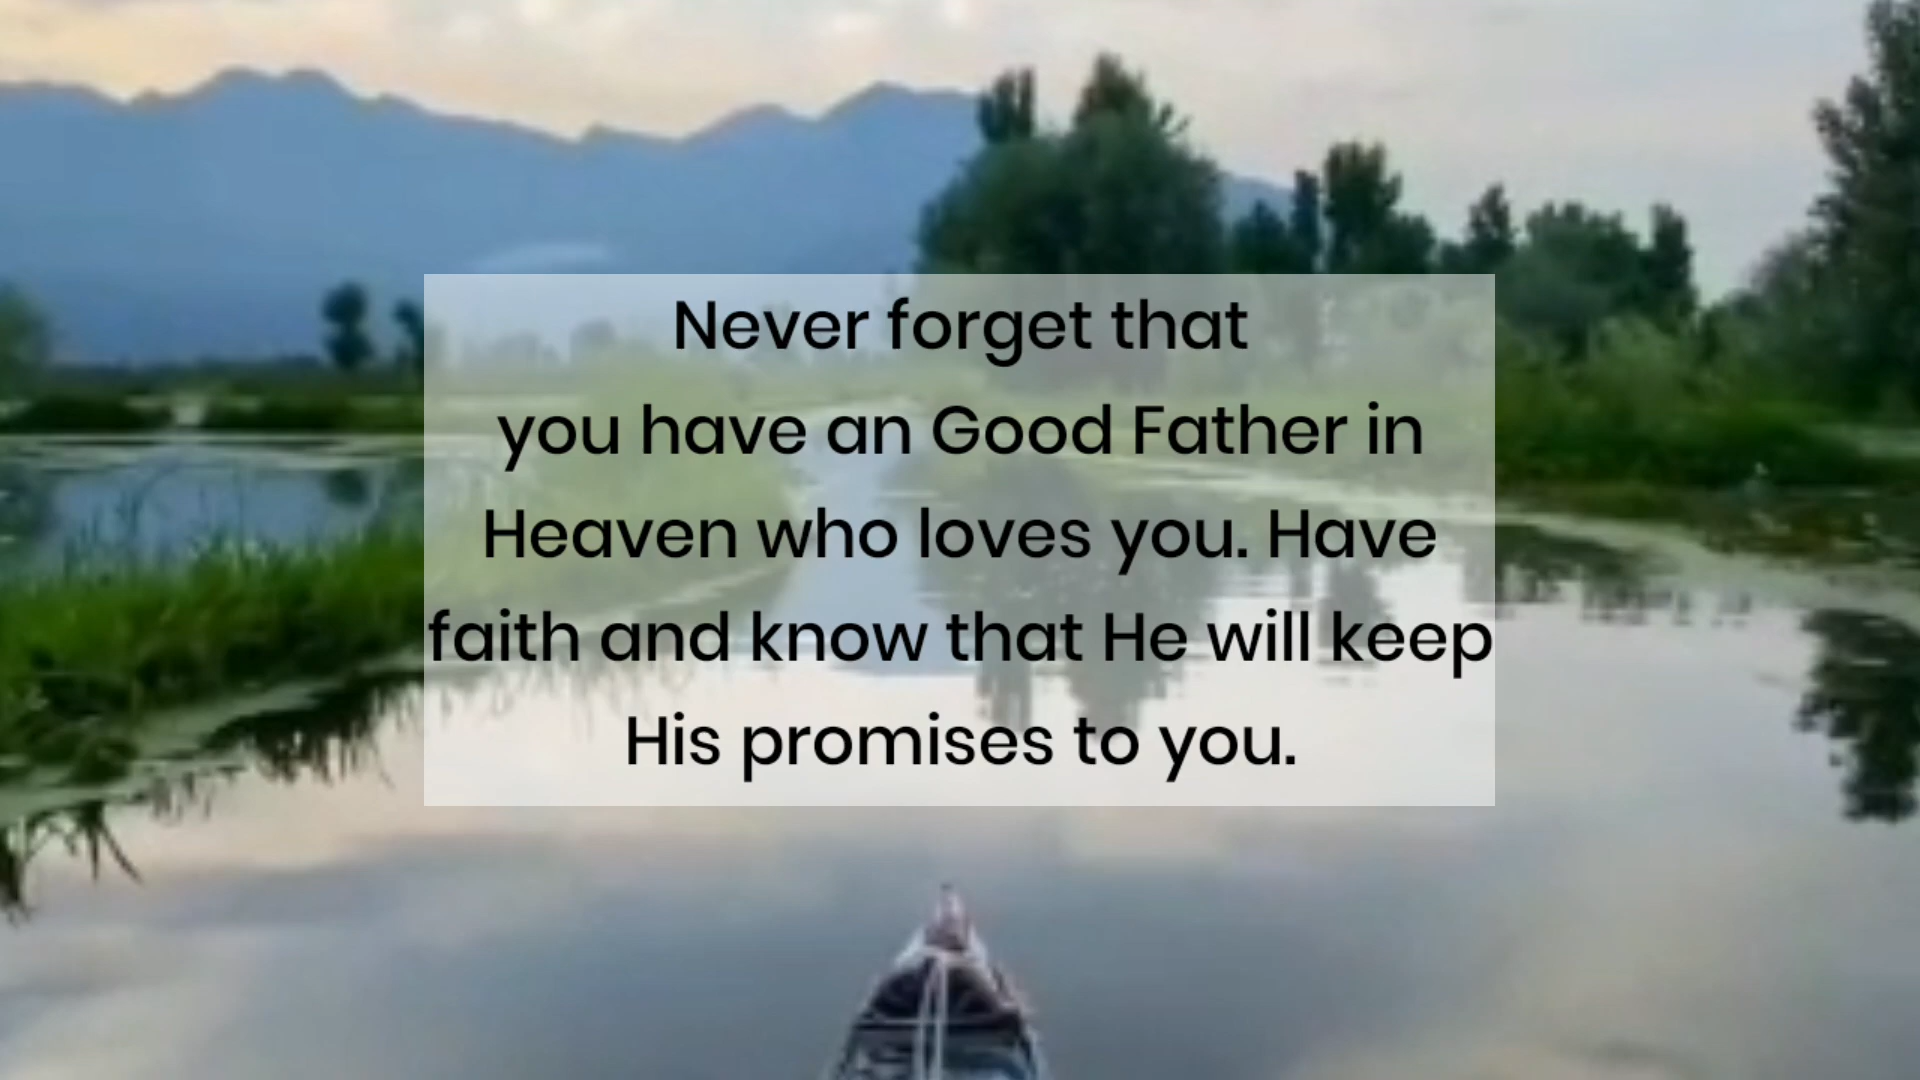 Never forget that
you have an Good Father in
Heaven who loves you. Have
faith and know that He will keep
His promises to you.